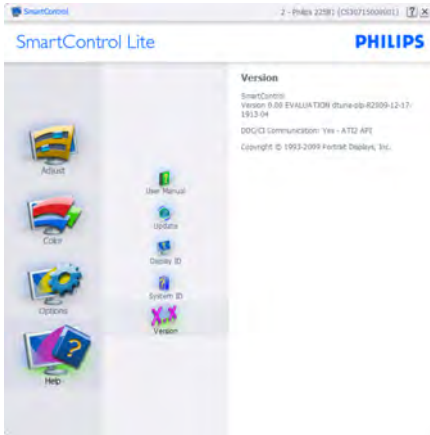 SmartControl
2 - Philips 225B1 (CS30715000001) ? X
SmartControl Lite
PHILIPS
Version
SmartControl
Version 0.00 EVALUATION dtune-plp-R2009-12-17-
1913-04
DDC/CI Communication: Yes - ATI2 API
Copyright © 1993-2009 Portrait Displays, Inc.
Adjust
Color
Options
Help
User Manual
Update
Display ID
System ID
X.X
Version